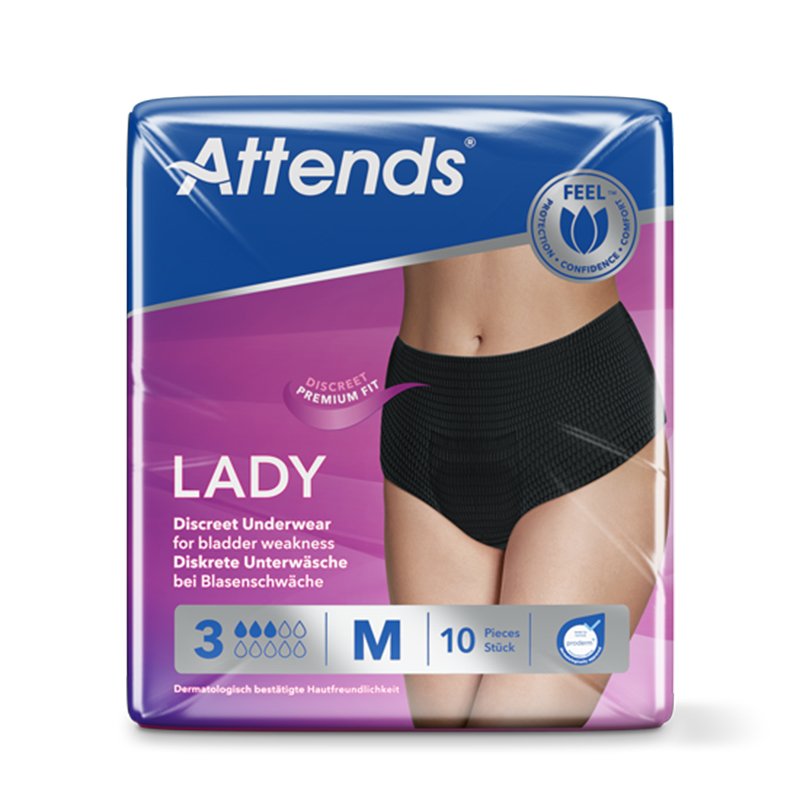 Attends®
FEEL™
PROTECTION • CONFIDENCE • COMFORT
DISCREET
PREMIUM FIT
LADY
Discreet Underwear
for bladder weakness
Diskrete Unterwäsche
bei Blasenschwäche
3
M
10
Pieces
Stück
proderm®
Dermatologisch bestätigte Hautfreundlichkeit